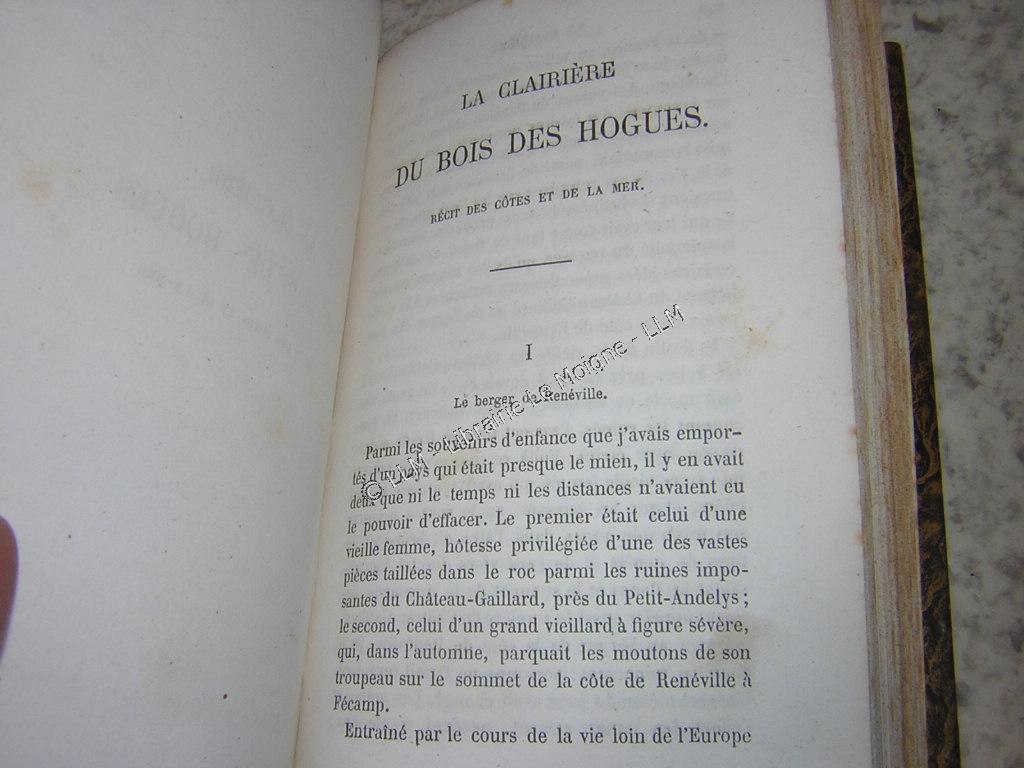 LA CLAIRIÈRE
DU BOIS DES HOGUES.
RÉCIT DES CÔTES ET DE LA MER.
I
Le berger de Renéville.
Parmi les souvenirs d'enfance que j'avais empor-
tés d'un pays qui était presque le mien, il y en avait
deux que ni le temps ni les distances n'avaient eu
le pouvoir d'effacer. Le premier était celui d'une
vieille femme, hôtesse privilégiée d'une des vastes
pièces taillées dans le roc parmi les ruines impo-
santes du Château-Gaillard, près du Petit-Andelys ;
le second, celui d'un grand vieillard à figure sévère,
qui, dans l'automne, parquait les moutons de son
troupeau sur le sommet de la côte de Renéville à
Fécamp.
Entraîné par le cours de la vie loin de l'Europe
© LLM - Librairie Le Moigne - LLM